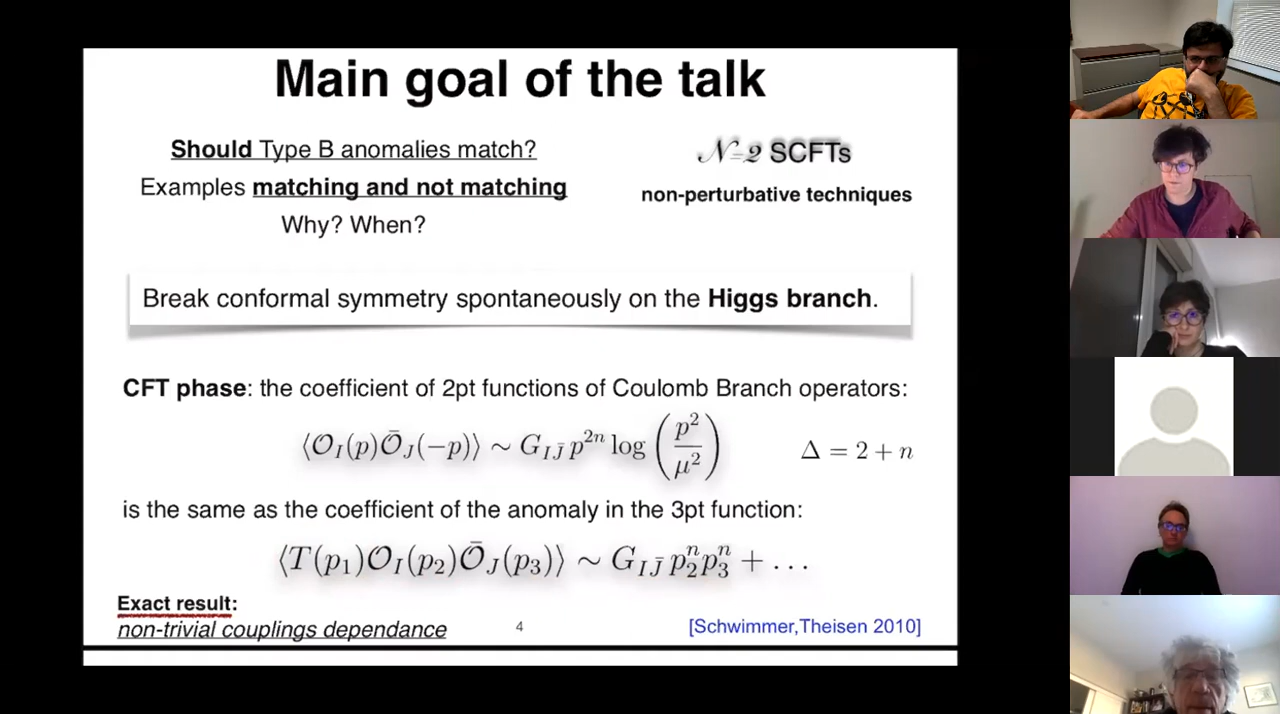 Main goal of the talk
Should Type B anomalies match?
Examples matching and not matching
Why? When?
𝒩=2 SCFTs
non-perturbative techniques
Break conformal symmetry spontaneously on the Higgs branch.
CFT phase: the coefficient of 2pt functions of Coulomb Branch operators:
⟨𝒪_I(p)𝒪̄_J(−p)⟩ ∼ G_{IJ̄} p^{2n} log(p²/μ²)
Δ = 2 + n
is the same as the coefficient of the anomaly in the 3pt function:
⟨T(p₁)𝒪_I(p₂)𝒪̄_J(p₃)⟩ ∼ G_{IJ̄} p₂ⁿp₃ⁿ + ...
Exact result:
non-trivial couplings dependance
4
[Schwimmer,Theisen 2010]